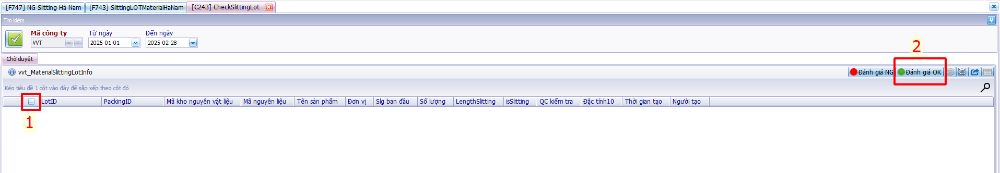 [F747] NG Slitting Hà Nam [F743] SlittingLOTMaterialHaNam [C243] CheckSlittingLot
Tìm kiếm
Mã công ty Từ ngày Đến ngày
VVT 2025-01-01 2025-02-28
2
Chờ duyệt
vvt_MaterialSlittingLotInfo Đánh giá NG Đánh giá OK
Kéo tiêu đề 1 cột vào đây để sắp xếp theo cột đó
LotID PackingID Mã kho nguyên vật liệu Mã nguyên liệu Tên sản phẩm Đơn vị Slg ban đầu Số lượng LengthSlitting isSlitting QC kiểm tra Đặc tính10 Thời gian tạo Người tạo
1